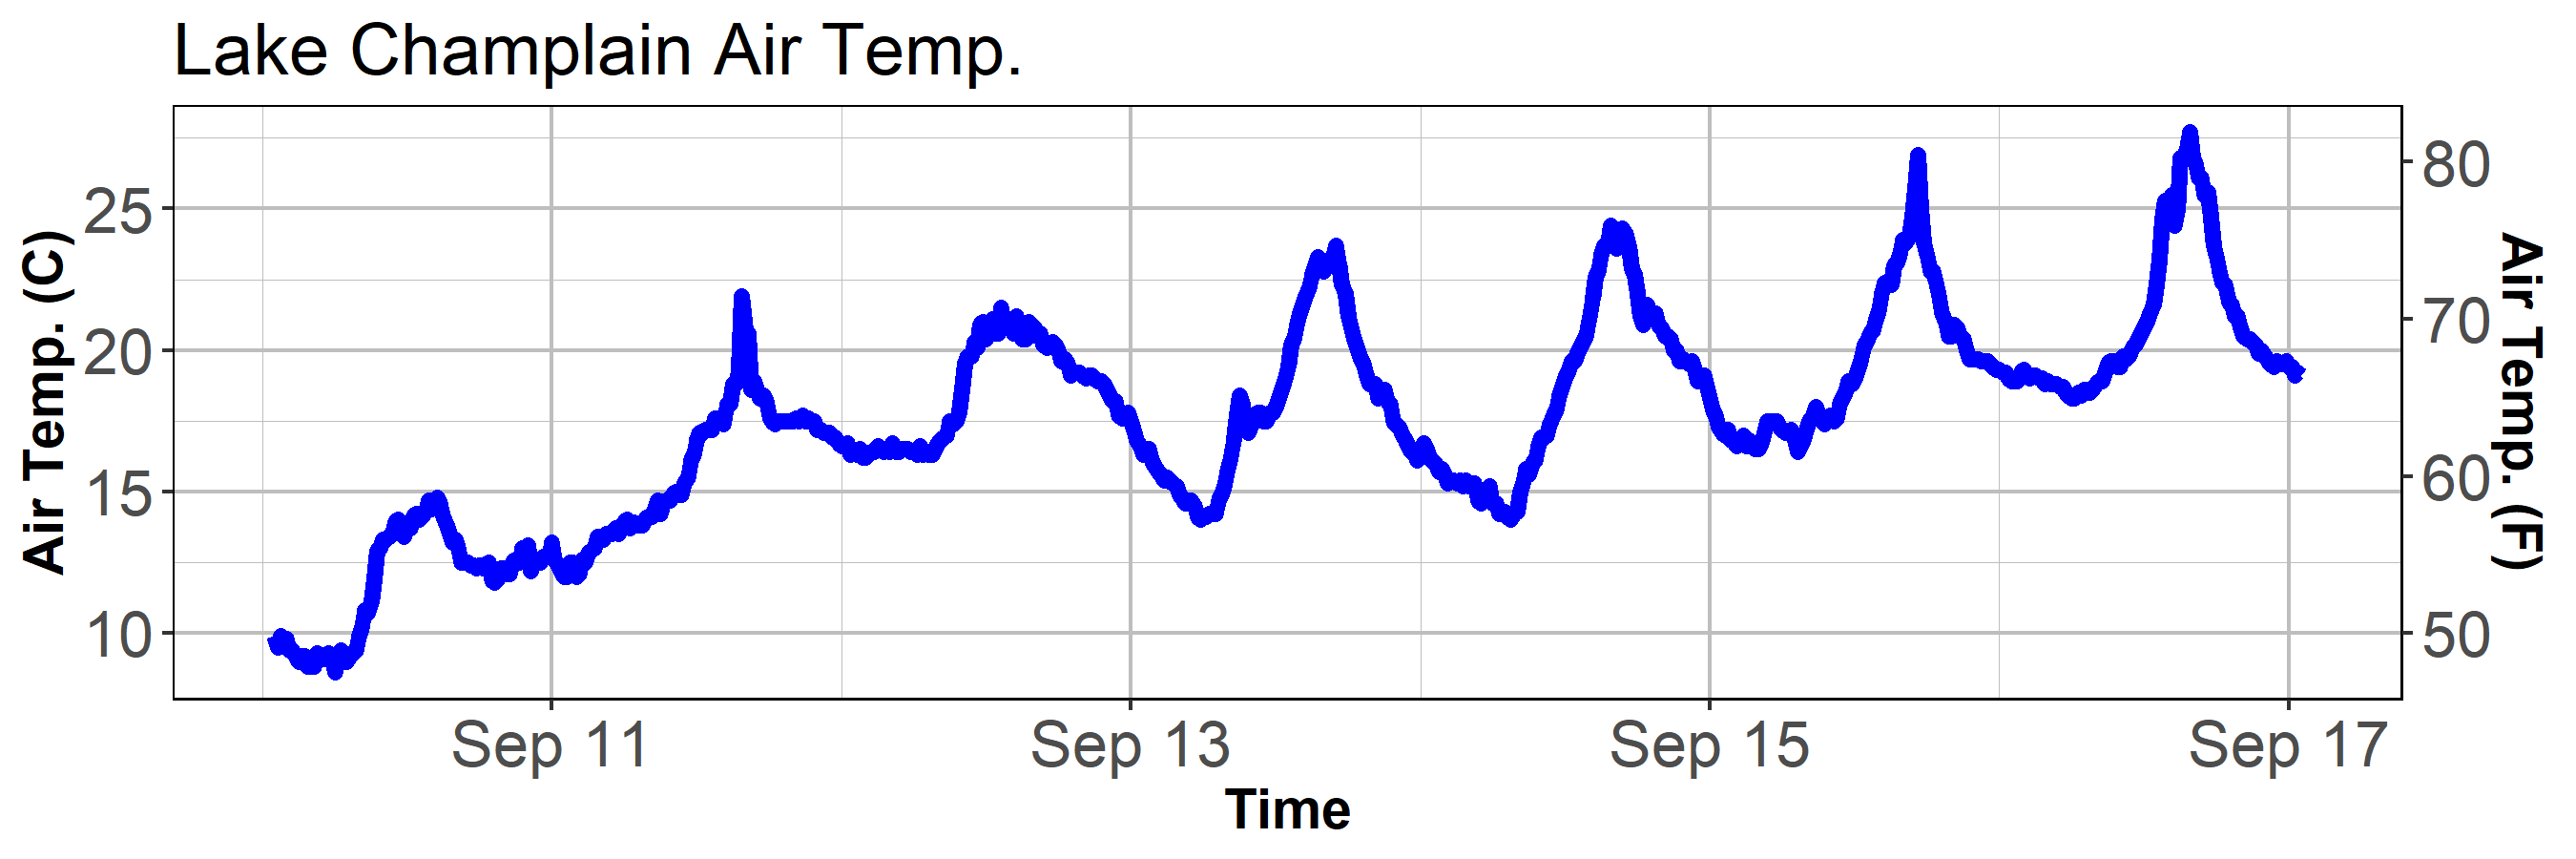 Lake Champlain Air Temp.
Air Temp. (C)
25
20
15
10
80
70
60
50
Air Temp. (F)
Sep 11
Sep 13
Sep 15
Sep 17
Time